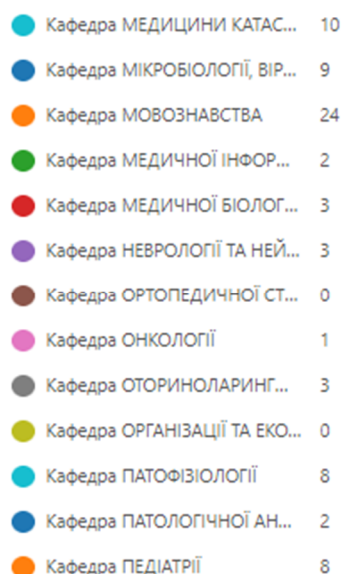 Кафедра МЕДИЦИНИ КАТАС... 10
Кафедра МІКРОБІОЛОГІЇ, ВІР... 9
Кафедра МОВОЗНАВСТВА 24
Кафедра МЕДИЧНОЇ ІНФОР... 2
Кафедра МЕДИЧНОЇ БІОЛОГ... 3
Кафедра НЕВРОЛОГІЇ ТА НЕЙ... 3
Кафедра ОРТОПЕДИЧНОЇ СТ... 0
Кафедра ОНКОЛОГІЇ 1
Кафедра ОТОРИНОЛАРИНГ... 3
Кафедра ОРГАНІЗАЦІЇ ТА ЕКО... 0
Кафедра ПАТОФІЗІОЛОГІЇ 8
Кафедра ПАТОЛОГІЧНОЇ АН... 2
Кафедра ПЕДІАТРІЇ 8